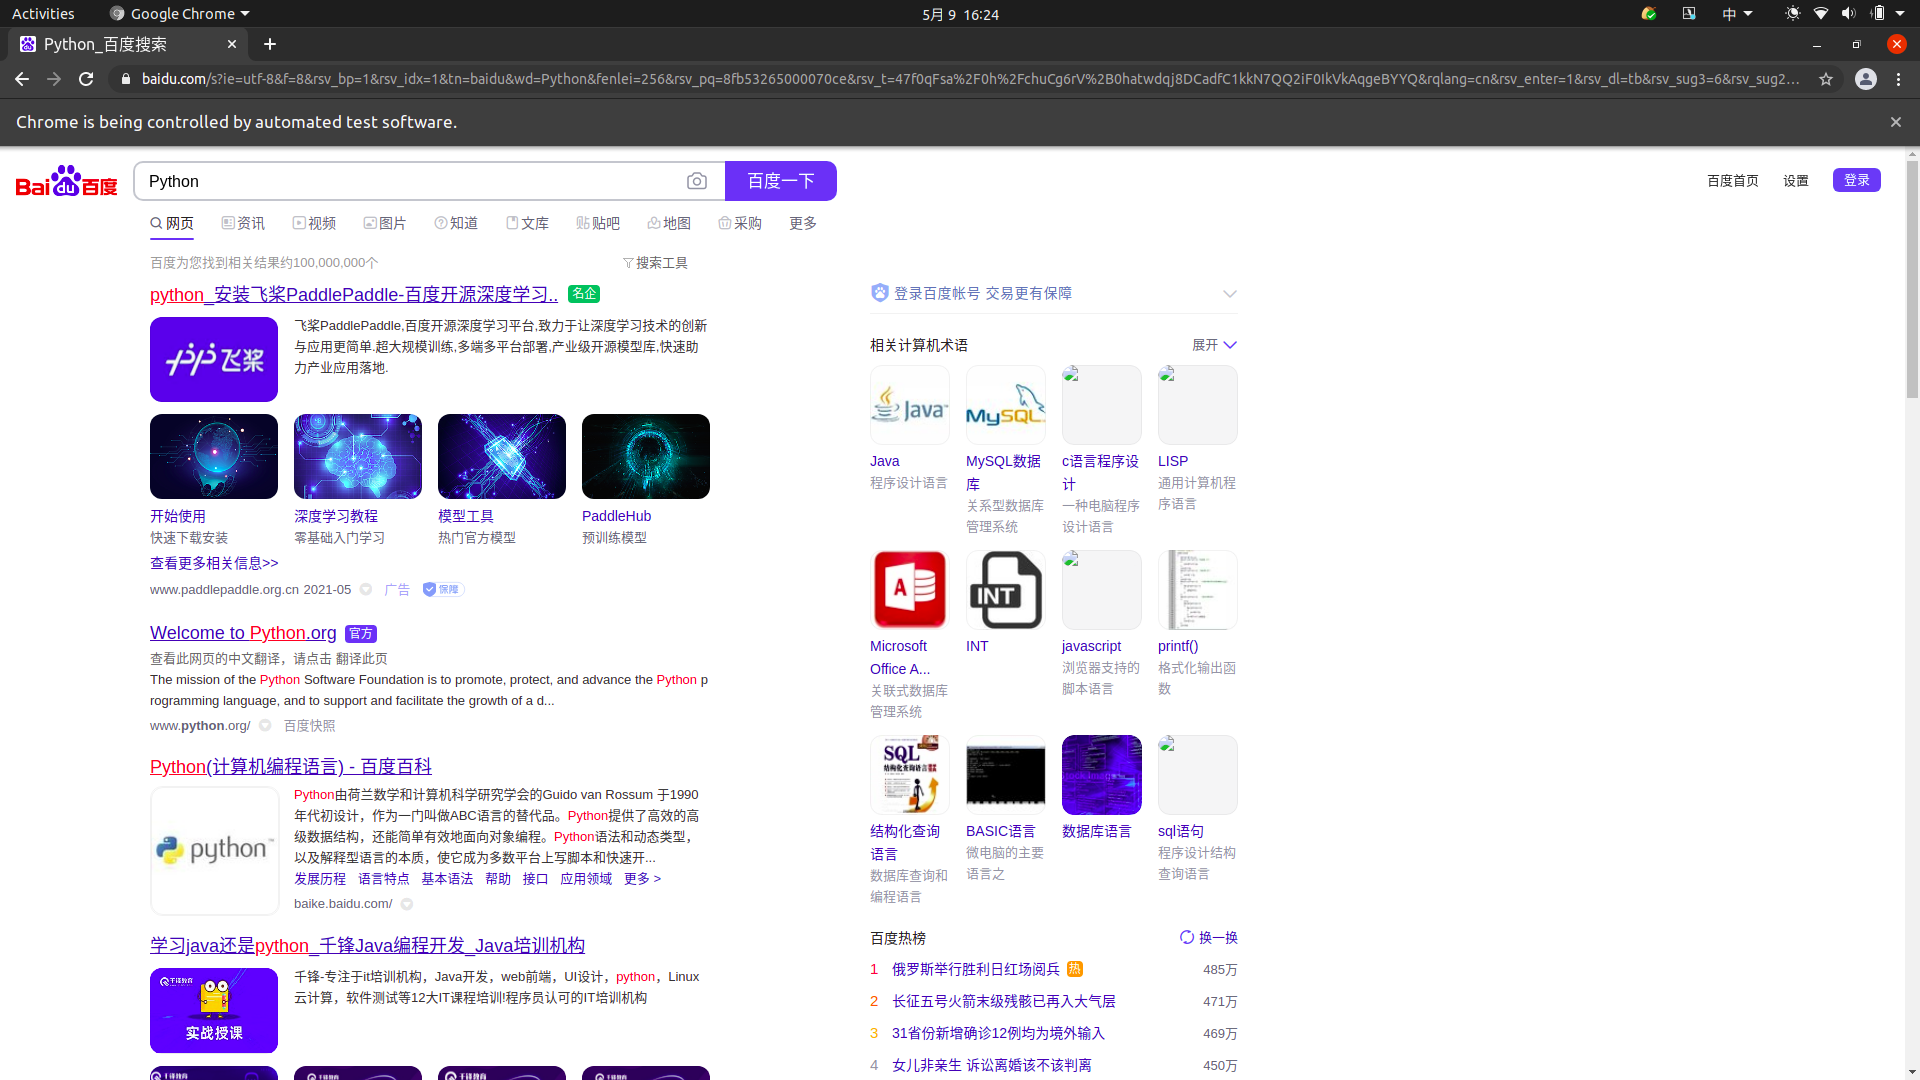 Activities
Google Chrome
5月 9 16:24
中
Python_百度搜索
baidu.com/s?ie=utf-8&f=8&rsv_bp=1&rsv_idx=1&tn=baidu&wd=Python&fenlei=256&rsv_pq=8fb53265000070ce&rsv_t=47f0qFsa%2F0h%2FchuCg6rV%2B0hatwdqj8DCadfC1kkN7QQ2iF0IkVkAqgeBYYQ&rqlang=cn&rsv_enter=1&rsv_dl=tb&rsv_sug3=6&rsv_sug2...
Chrome is being controlled by automated test software.
Bai du 百度
Python
百度一下
百度首页 设置 登录
网页 资讯 视频 图片 知道 文库 贴吧 地图 采购 更多
百度为您找到相关结果约100,000,000个
搜索工具
python_安装飞桨PaddlePaddle-百度开源深度学习.. 名企
飞桨
飞桨PaddlePaddle,百度开源深度学习平台,致力于让深度学习技术的创新
与应用更简单.超大规模训练,多端多平台部署,产业级开源模型库,快速助
力产业应用落地.
开始使用 深度学习教程 模型工具 PaddleHub
快速下载安装 零基础入门学习 热门官方模型 预训练模型
查看更多相关信息>>
www.paddlepaddle.org.cn 2021-05 广告 保障
Welcome to Python.org 官方
查看此网页的中文翻译，请点击 翻译此页
The mission of the Python Software Foundation is to promote, protect, and advance the Python p
rogramming language, and to support and facilitate the growth of a d...
www.python.org/ 百度快照
Python(计算机编程语言) - 百度百科
python
Python由荷兰数学和计算机科学研究学会的Guido van Rossum 于1990
年代初设计，作为一门叫做ABC语言的替代品。Python提供了高效的高
级数据结构，还能简单有效地面向对象编程。Python语法和动态类型，
以及解释型语言的本质，使它成为多数平台上写脚本和快速开...
发展历程 语言特点 基本语法 帮助 接口 应用领域 更多 >
baike.baidu.com/
学习java还是python_千锋Java编程开发_Java培训机构
千锋教育
实战授课
千锋-专注于it培训机构，Java开发，web前端，UI设计，python，Linux
云计算，软件测试等12大IT课程培训!程序员认可的IT培训机构
千锋教育 千锋教育 千锋教育 千锋教育
登录百度帐号 交易更有保障
相关计算机术语 展开
Java MySQL
Java MySQL数据库 c语言程序设计 LISP
程序设计语言 关系型数据库管理系统 一种电脑程序设计语言 通用计算机程序语言
A INT
Microsoft Office A... INT javascript printf()
关联式数据库管理系统 浏览器支持的脚本语言 格式化输出函数
SQL
结构化查询语言
结构化查询语言 BASIC语言 数据库语言 sql语句
数据库查询和编程语言 微电脑的主要语言之 程序设计结构查询语言
百度热榜 换一换
1 俄罗斯举行胜利日红场阅兵 热 485万
2 长征五号火箭末级残骸已再入大气层 471万
3 31省份新增确诊12例均为境外输入 469万
4 女儿非亲生 诉讼离婚该不该判离 450万